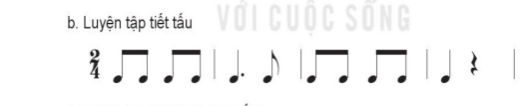 VỚI CUỘC SỐNG
b. Luyện tập tiết tấu
2
4